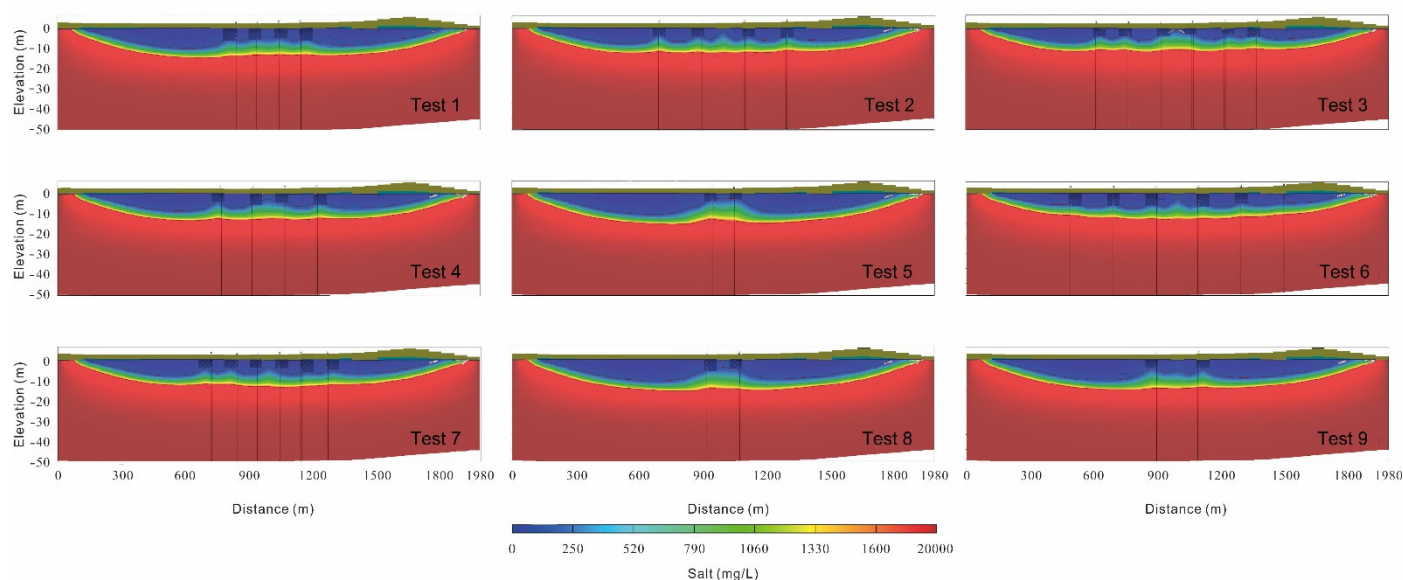 Elevation (m)
0
-10
-20
-30
-40
-50
Test 1
Test 2
Test 3
Elevation (m)
0
-10
-20
-30
-40
-50
Test 4
Test 5
Test 6
Elevation (m)
0
-10
-20
-30
-40
-50
Test 7
Test 8
Test 9
0 300 600 900 1200 1500 1800 1980
0 300 600 900 1200 1500 1800 1980
0 300 600 900 1200 1500 1800 1980
Distance (m)
Distance (m)
Distance (m)
0 250 520 790 1060 1330 1600 20000
Salt (mg/L)